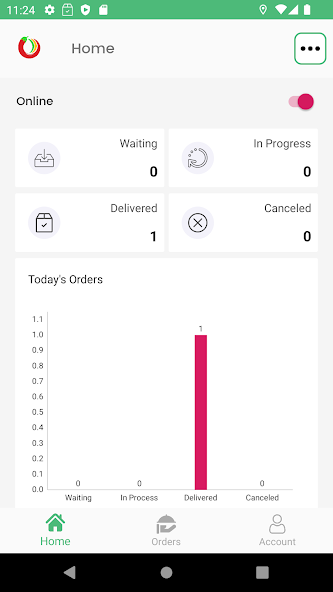 11:24
Home
Online
Waiting
0
In Progress
0
Delivered
1
Canceled
0
Today's Orders
1.1
1.0
0.9
0.8
0.7
0.6
0.5
0.4
0.3
0.2
0.1
0.0
0 0 1 0
Waiting In Process Delivered Canceled
Home Orders Account